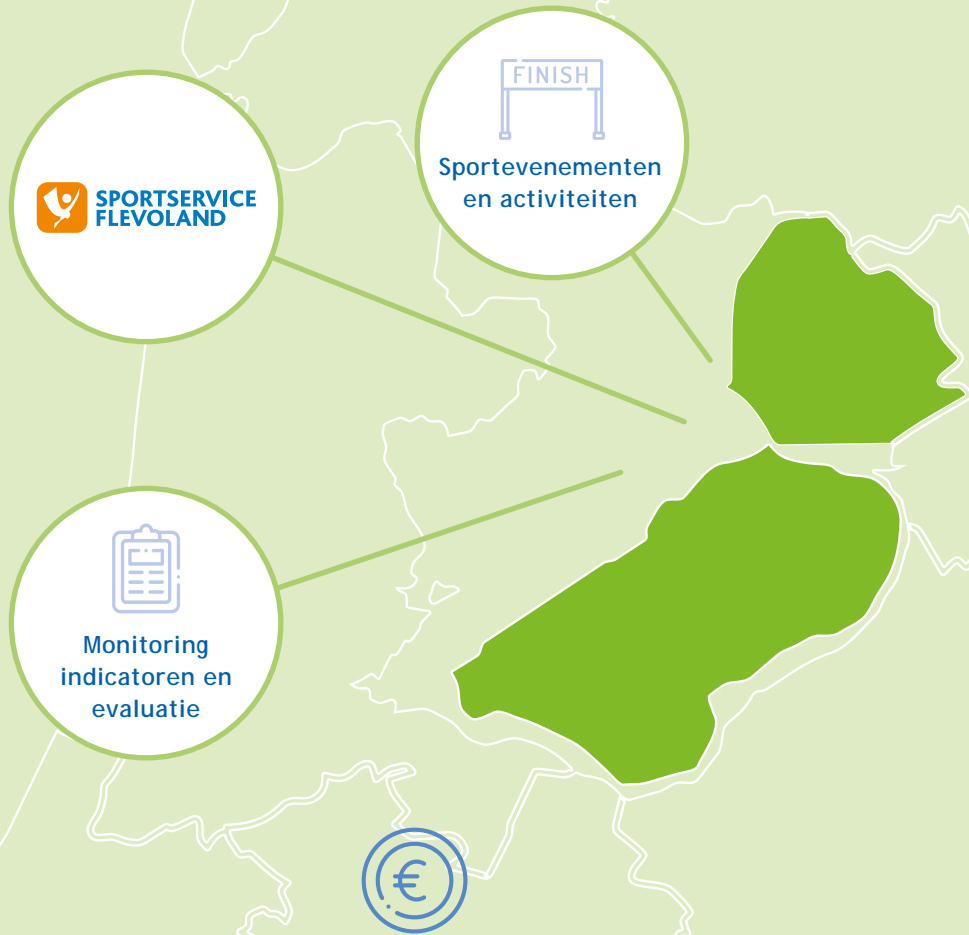 FINISH
Sportevenementen
en activiteiten
SPORTSERVICE
FLEVOLAND
Monitoring
indicatoren en
evaluatie
€